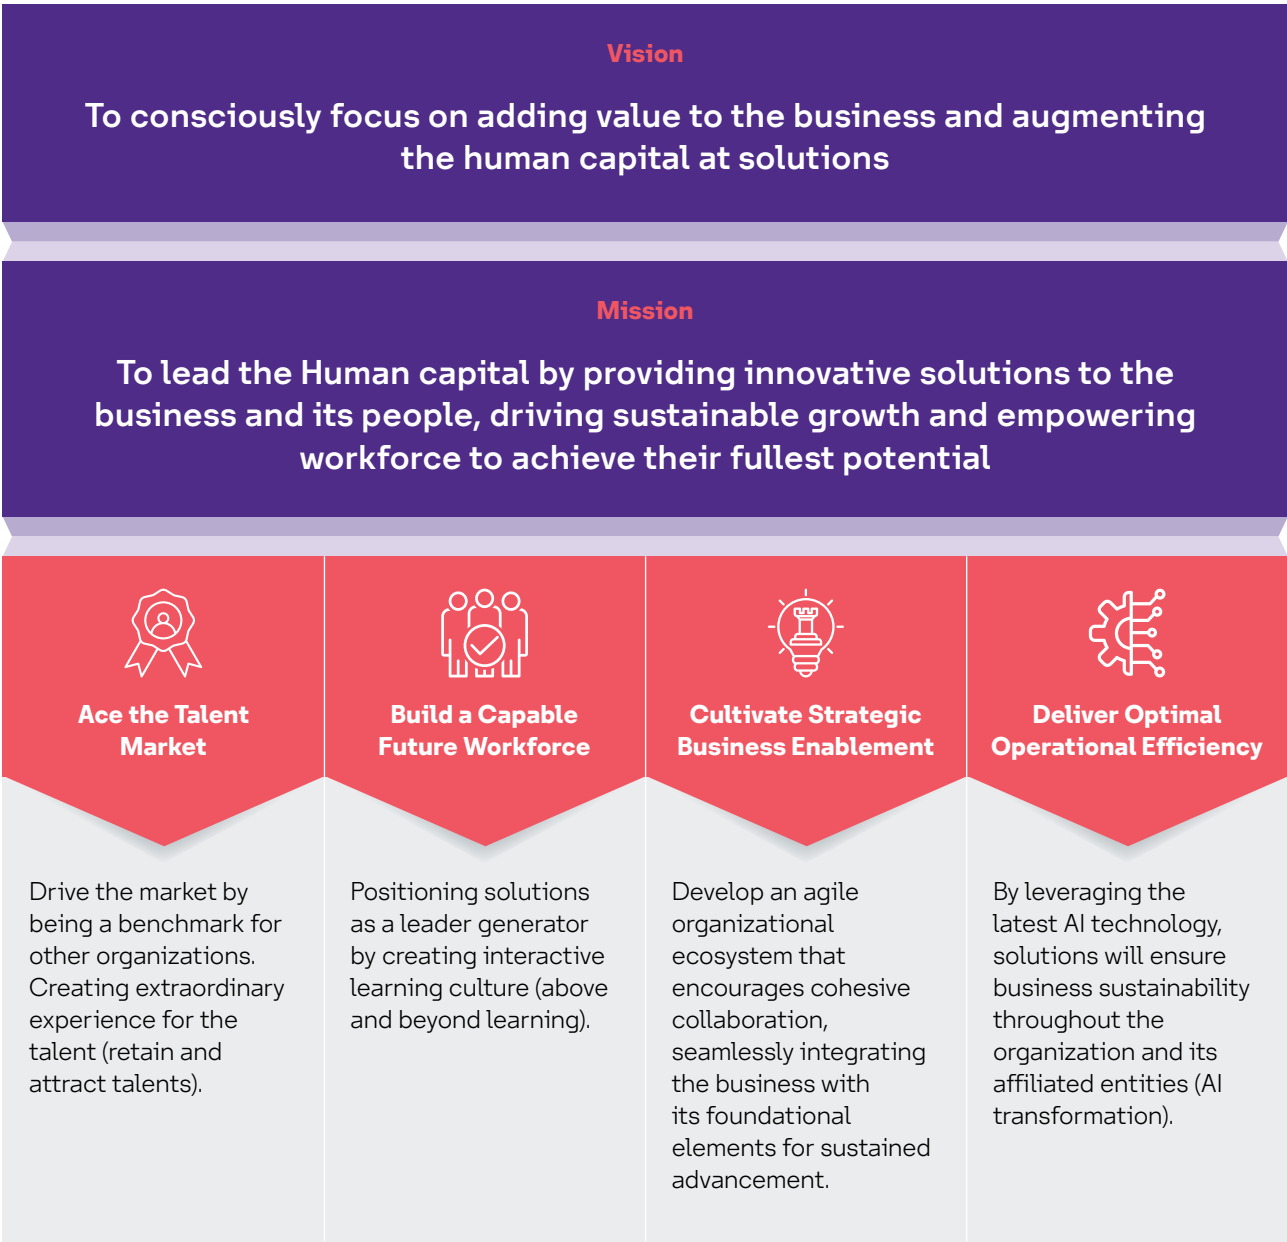 Vision
To consciously focus on adding value to the business and augmenting
the human capital at solutions
Mission
To lead the Human capital by providing innovative solutions to the
business and its people, driving sustainable growth and empowering
workforce to achieve their fullest potential
Ace the Talent
Market
Drive the market by
being a benchmark for
other organizations.
Creating extraordinary
experience for the
talent (retain and
attract talents).
Build a Capable
Future Workforce
Positioning solutions
as a leader generator
by creating interactive
learning culture (above
and beyond learning).
Cultivate Strategic
Business Enablement
Develop an agile
organizational
ecosystem that
encourages cohesive
collaboration,
seamlessly integrating
the business with
its foundational
elements for sustained
advancement.
Deliver Optimal
Operational Efficiency
By leveraging the
latest AI technology,
solutions will ensure
business sustainability
throughout the
organization and its
affiliated entities (AI
transformation).